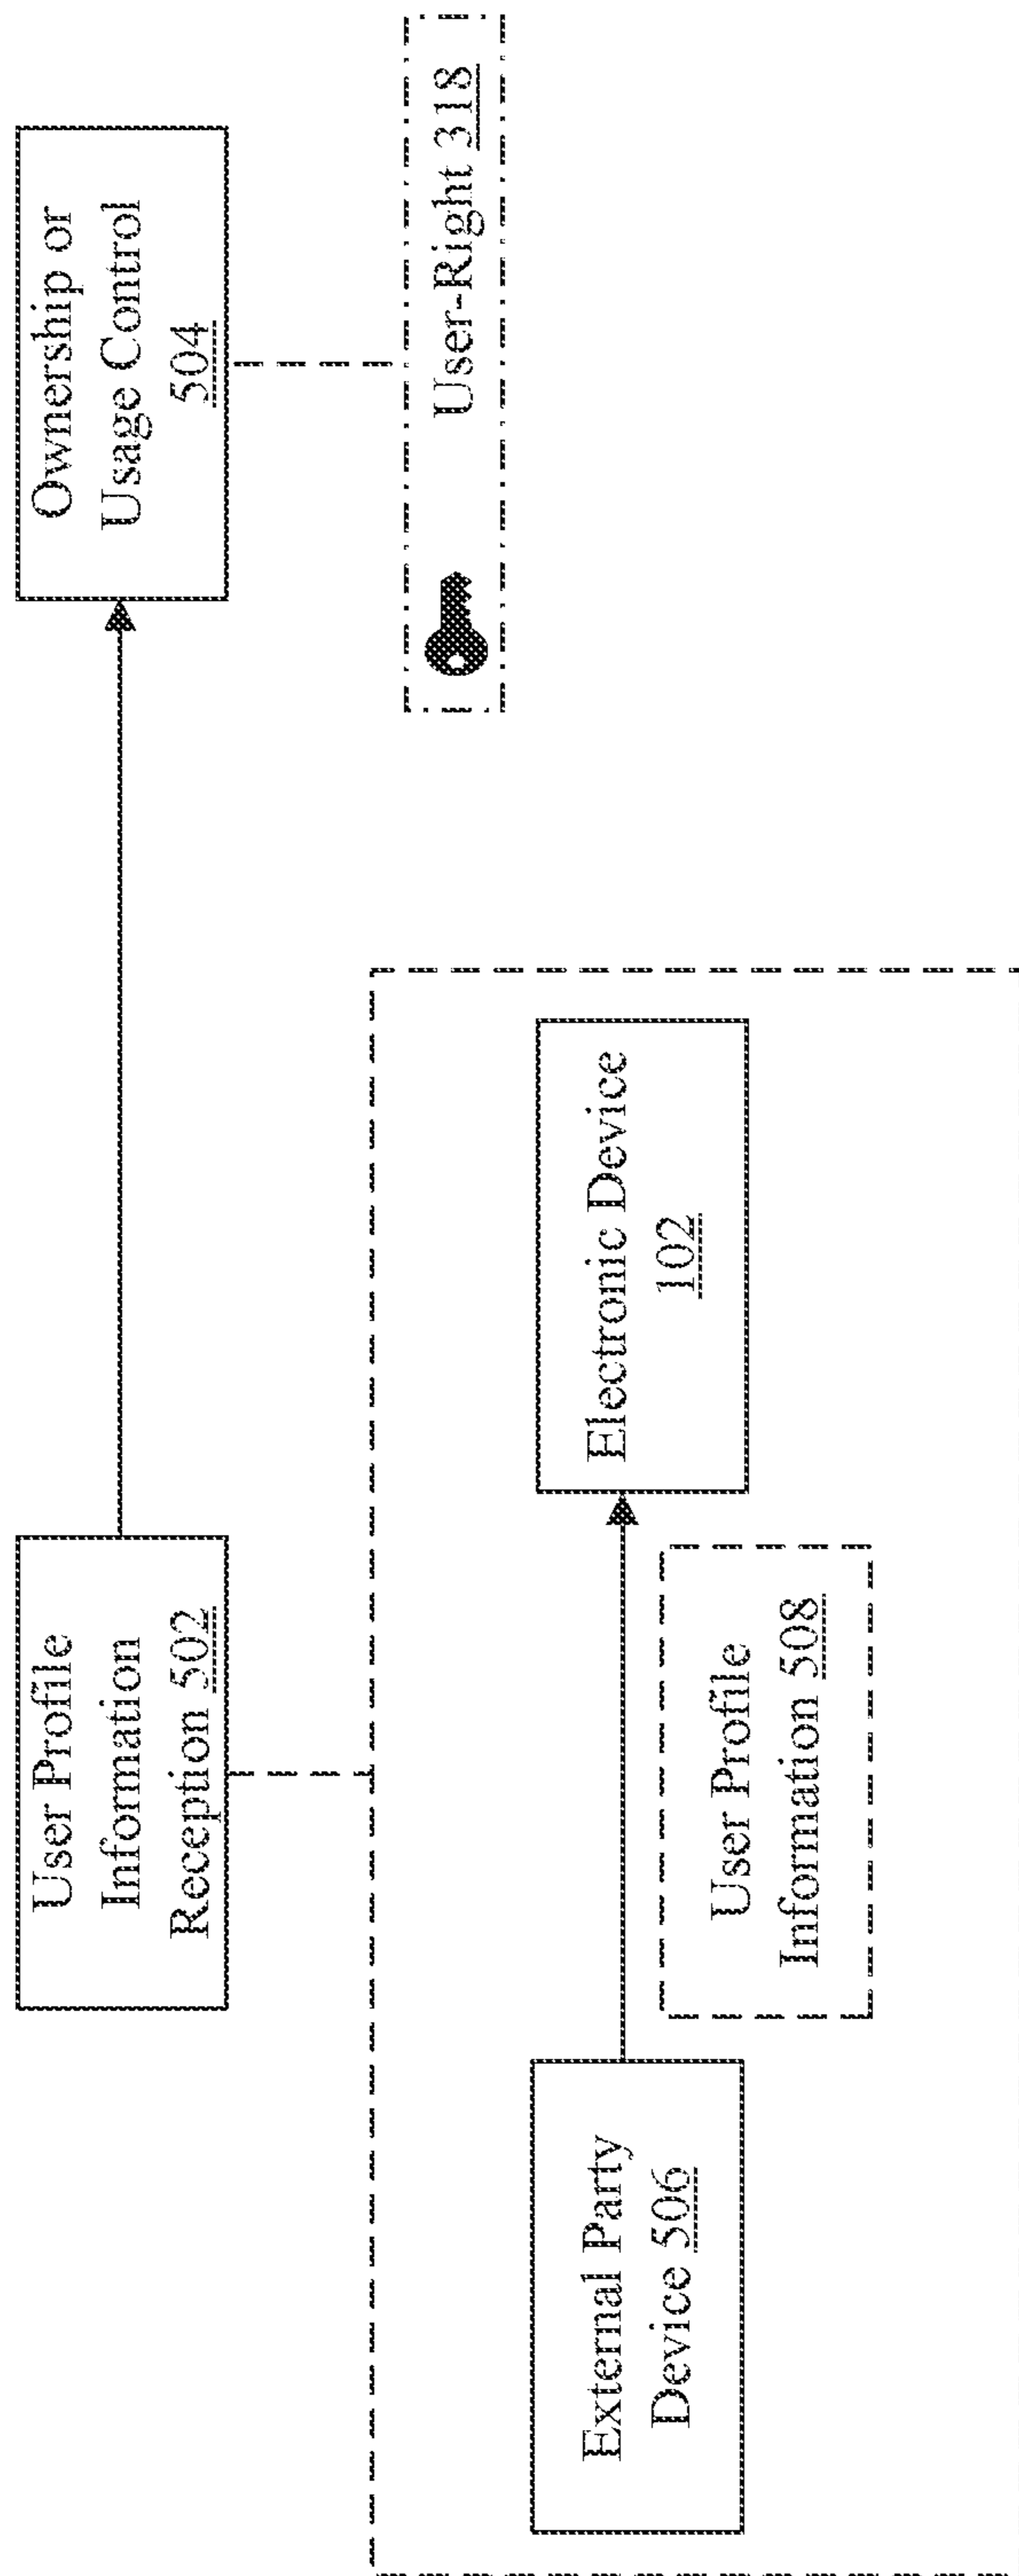 User Profile
Information
Reception 502
Ownership or
Usage Control
504
User-Right 318
External Party
Device 506
User Profile
Information 508
Electronic Device
102